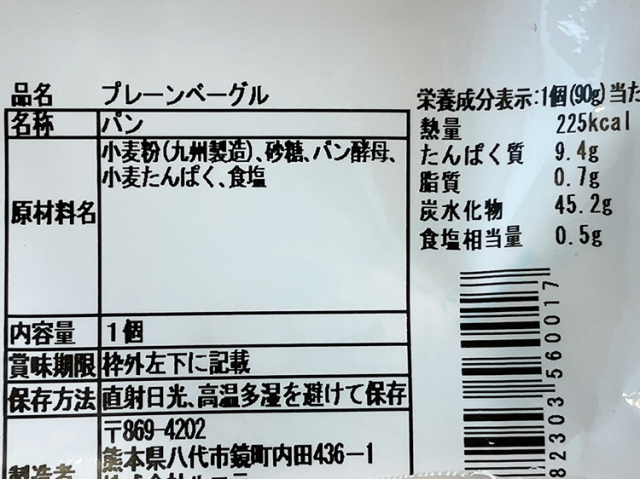 品名 プレーンベーグル
名称 パン
原材料名 小麦粉(九州製造)、砂糖、パン酵母、
小麦たんぱく、食塩
内容量 1個
賞味期限 枠外左下に記載
保存方法 直射日光、高温多湿を避けて保存
製造者 〒869-4202
熊本県八代市鏡町内田436-1
栄養成分表示:1個(90g)当た
熱量 225kcal
たんぱく質 9.4g
脂質 0.7g
炭水化物 45.2g
食塩相当量 0.5g
82303 560017